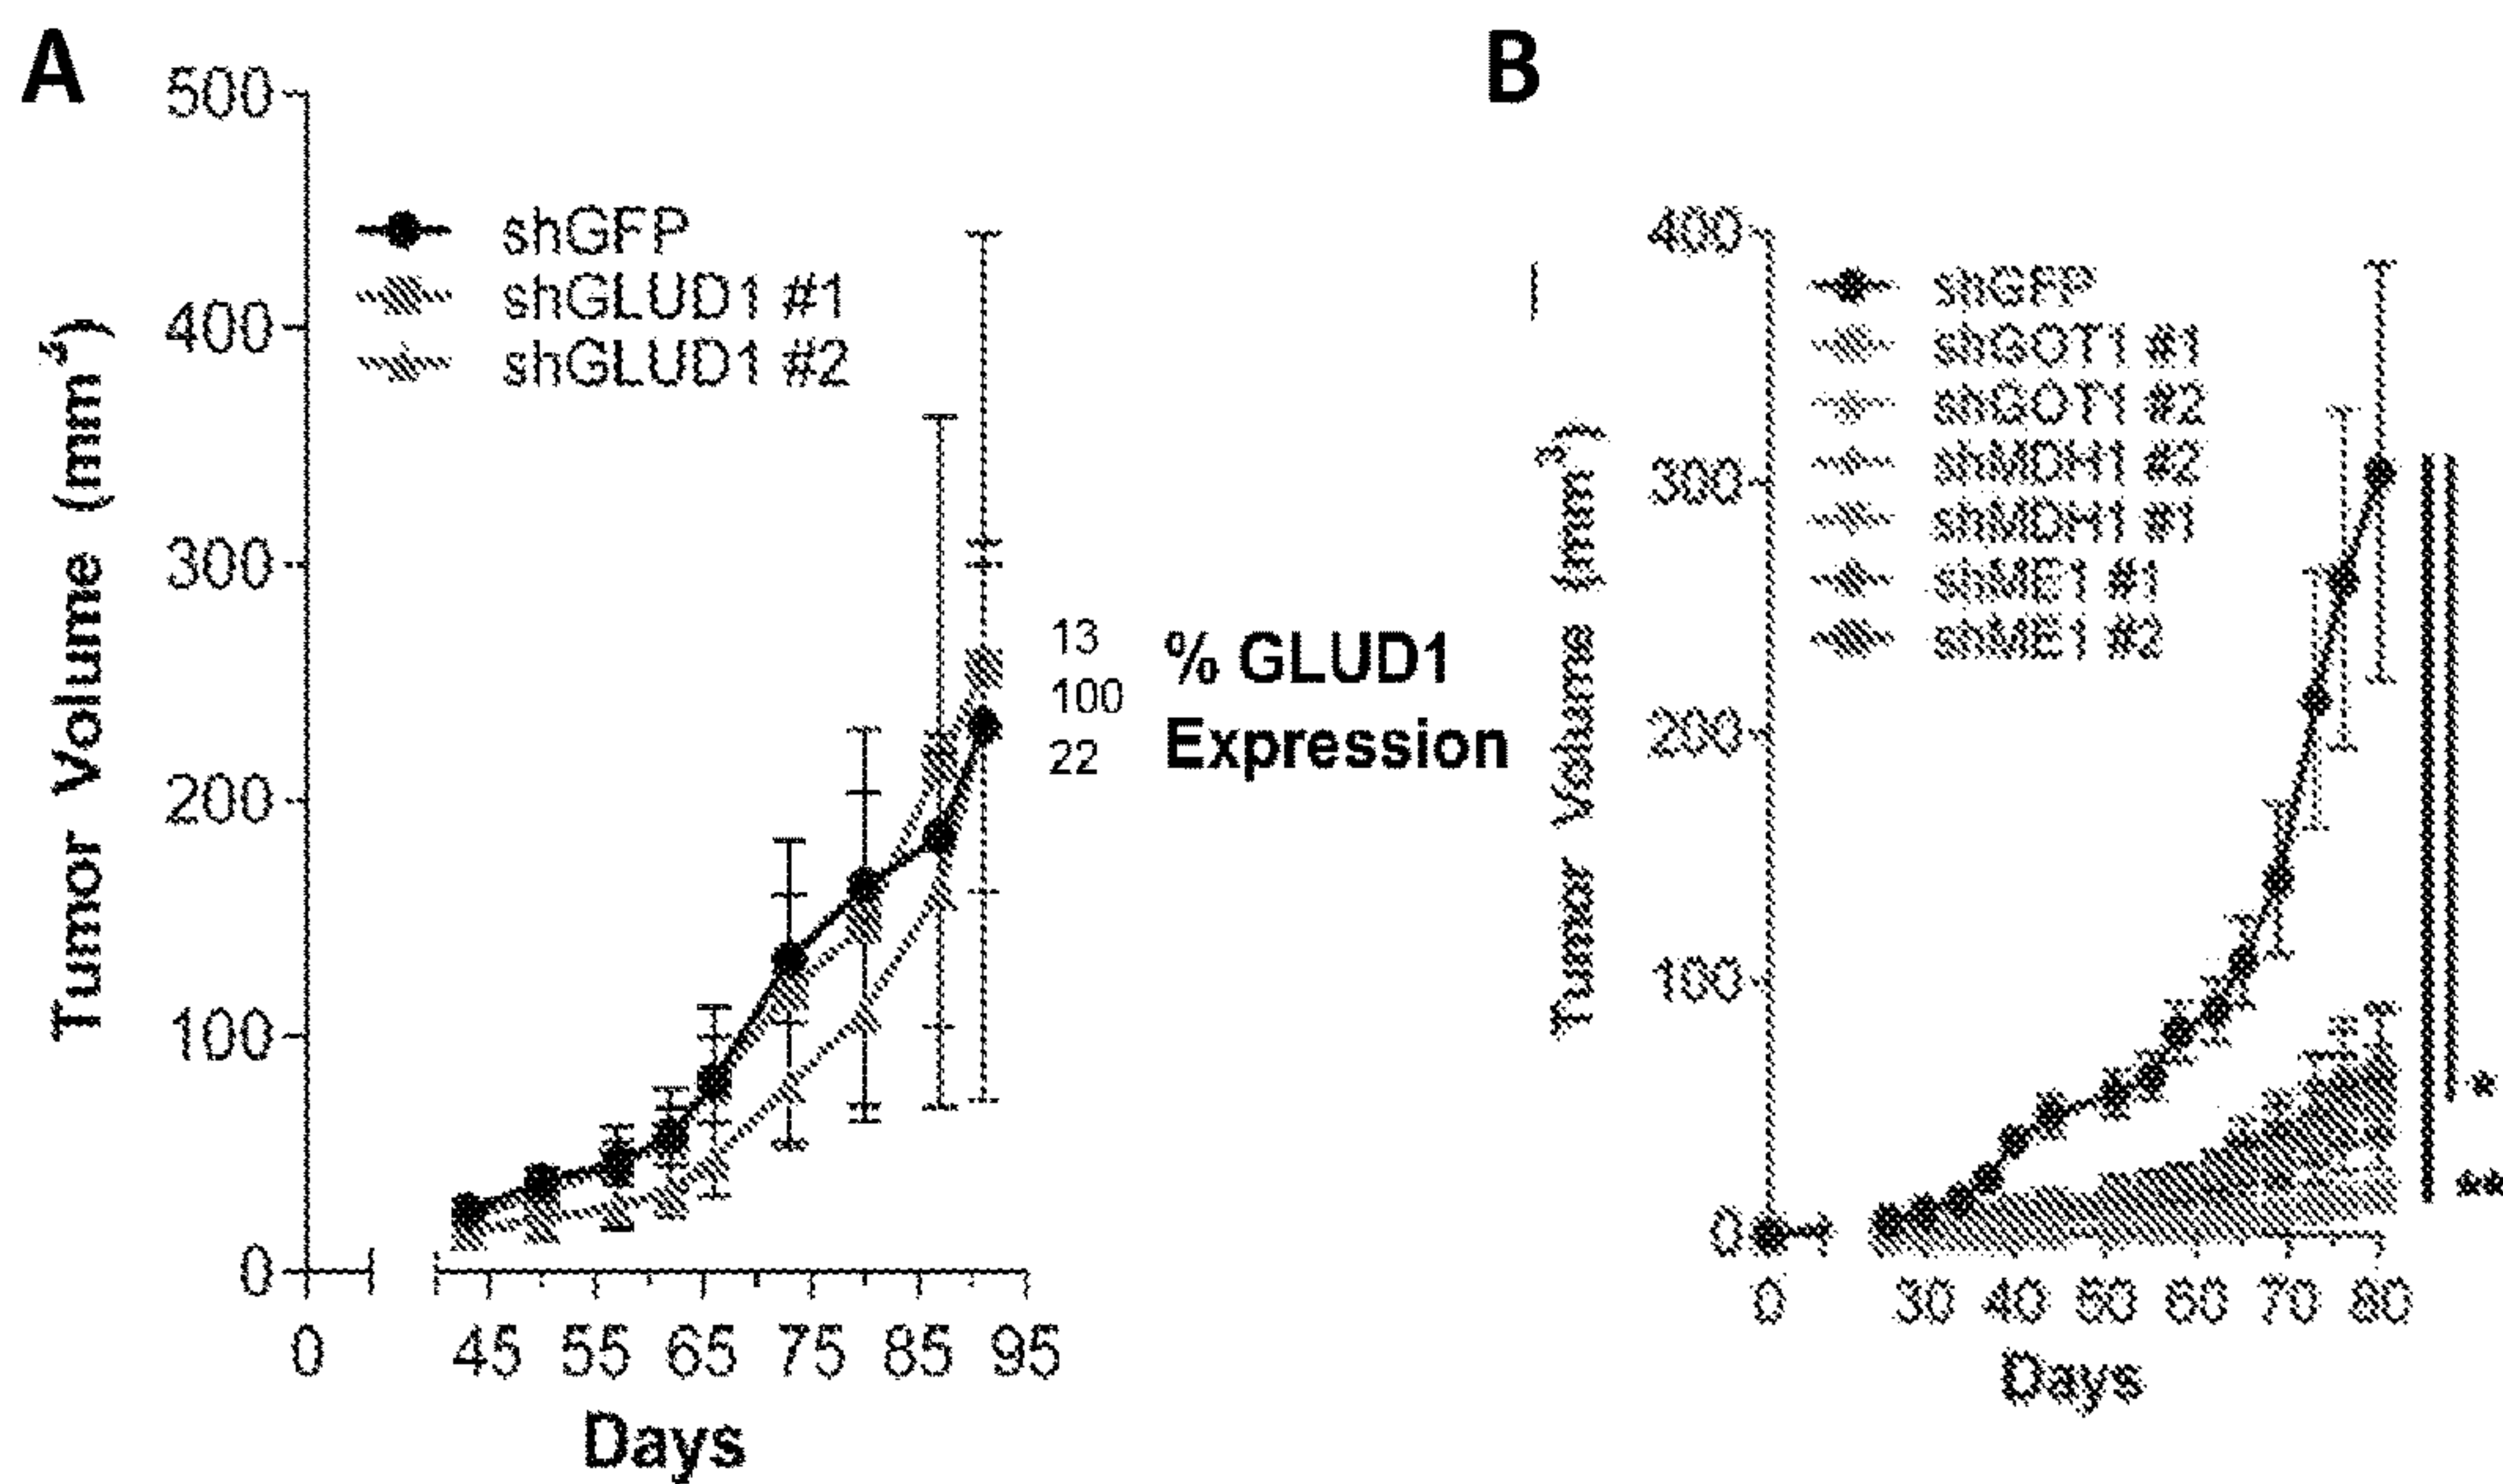 A
500
400
300
200
100
0
Tumor Volume (mm³)
shGFP
shGLUD1 #1
shGLUD1 #2
13
100
22
% GLUD1
Expression
0 45 55 65 75 85 95
Days
B
400
300
200
100
0
Tumor Volume (mm³)
shGFP
shGOT1 #1
shGOT1 #2
shMDH1 #2
shMDH1 #1
shME1 #1
shME1 #2
*
**
0 30 40 50 60 70 80
Days